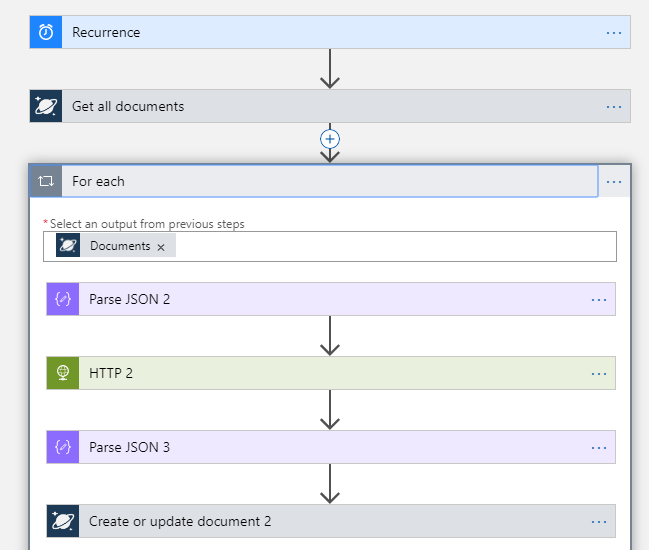 Recurrence
Get all documents
For each
*Select an output from previous steps
Documents ×
Parse JSON 2
HTTP 2
Parse JSON 3
Create or update document 2